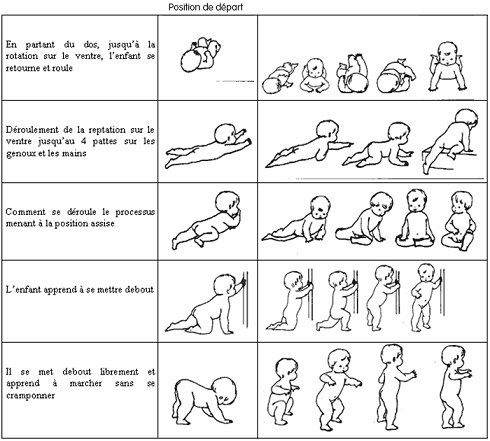 Position de départ
En partant du dos, jusqu'à la
rotation sur le ventre, l'enfant se
retourne et roule
Déroulement de la reptation sur le
ventre jusqu'au 4 pattes sur les
genoux et les mains
Comment se déroule le processus
menant à la position assise
L'enfant apprend à se mettre debout
Il se met debout librement et
apprend à marcher sans se
cramponner